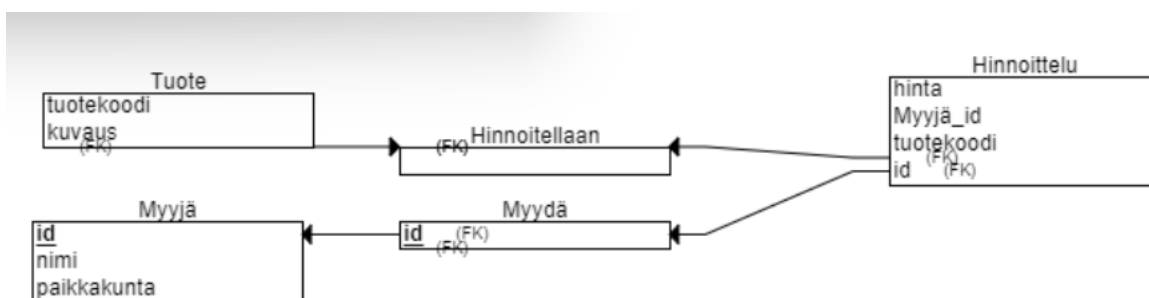 Tuote
tuotekoodi
kuvaus
(FK)
Hinnoitellaan
(FK)
Hinnoittelu
hinta
Myyjä_id
tuotekoodi
(FK)
id (FK)
Myyjä
id
nimi
paikkakunta
Myydä
id (FK)
(FK)